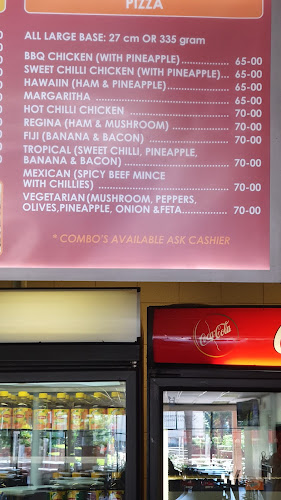 PIZZA
ALL LARGE BASE: 27 cm OR 335 gram
BBQ CHICKEN (WITH PINEAPPLE)............... 65-00
SWEET CHILLI CHICKEN (WITH PINEAPPLE)... 65-00
HAWAIIN (HAM & PINEAPPLE)................... 65-00
MARGARITHA .......................................... 65-00
HOT CHILLI CHICKEN .............................. 70-00
REGINA (HAM & MUSHROOM) .................. 70-00
FIJI (BANANA & BACON) ......................... 70-00
TROPICAL (SWEET CHILLI, PINEAPPLE,
BANANA & BACON) ................................ 70-00
MEXICAN (SPICY BEEF MINCE
WITH CHILLIES) ...................................... 70-00
VEGETARIAN(MUSHROOM, PEPPERS,
OLIVES,PINEAPPLE, ONION &FETA............ 70-00
* COMBO'S AVAILABLE ASK CASHIER
Coca-Cola